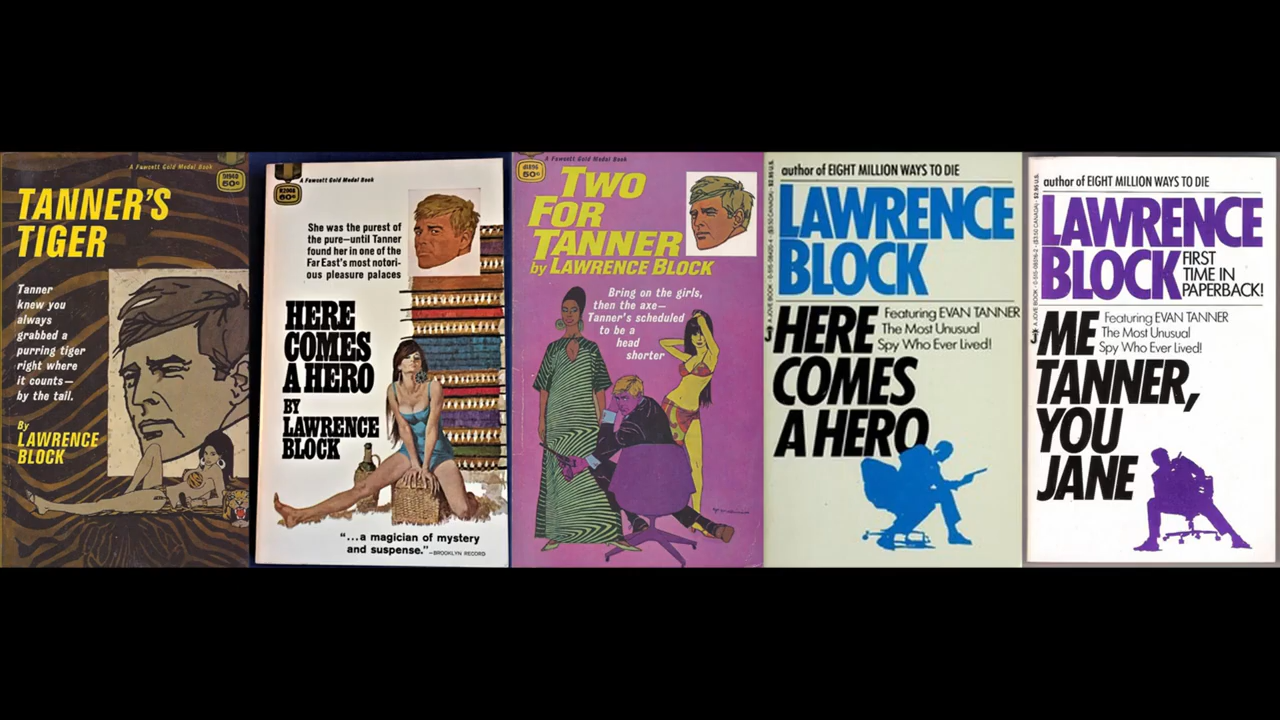 A Fawcett Gold Medal Book
50¢
TANNER'S
TIGER
Tanner
knew you
always
grabbed a
purring tiger
right where
it counts—
by the tail.
By
LAWRENCE
BLOCK
A Fawcett Gold Medal Book
60¢
She was the purest of
the pure—until Tanner
found her in one of the
Far East's most notori-
ous pleasure palaces
HERE
COMES
A HERO
BY
LAWRENCE
BLOCK
"...a magician of mystery
and suspense."—BROOKLYN RECORD
A Fawcett Gold Medal Book
50¢
TWO
FOR
TANNER
by LAWRENCE BLOCK
Bring on the girls,
then the axe—
Tanner's scheduled
to be a
head
shorter
author of EIGHT MILLION WAYS TO DIE
LAWRENCE
BLOCK
HERE
COMES
A HERO
Featuring EVAN TANNER
The Most Unusual
Spy Who Ever Lived!
author of EIGHT MILLION WAYS TO DIE
LAWRENCE
BLOCK
FIRST
TIME IN
PAPERBACK!
ME
TANNER,
YOU
JANE
Featuring EVAN TANNER
The Most Unusual
Spy Who Ever Lived!